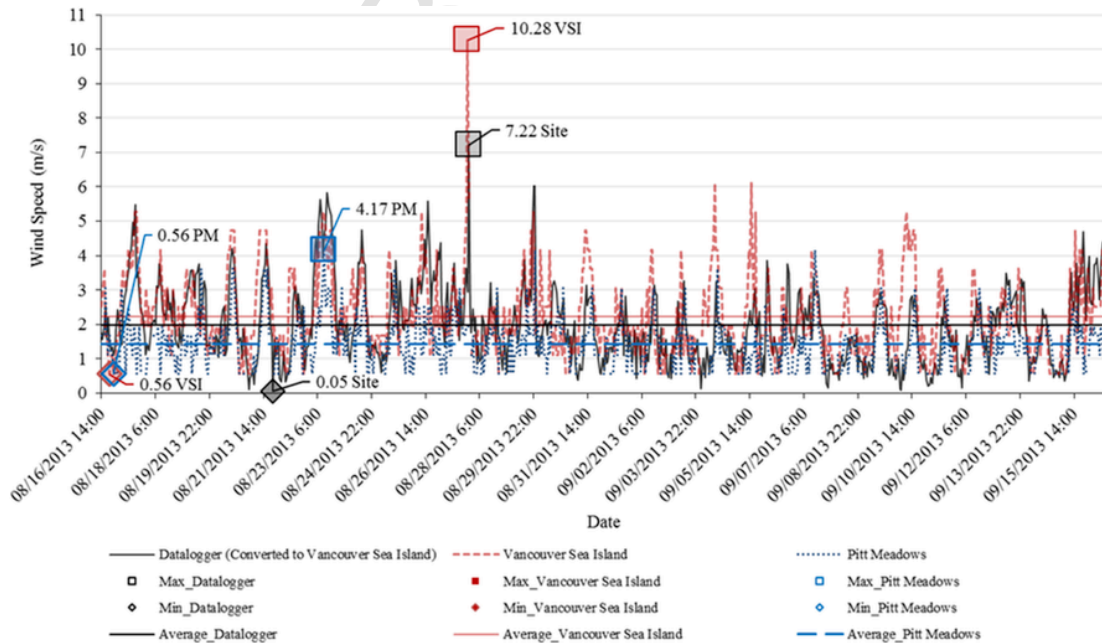 11
10
9
8
7
6
5
4
3
2
1
0
Wind Speed (m/s)
10.28 VSI
7.22 Site
4.17 PM
0.56 PM
0.56 VSI
0.05 Site
08/16/2013 14:00
08/18/2013 6:00
08/19/2013 22:00
08/21/2013 14:00
08/23/2013 6:00
08/24/2013 22:00
08/26/2013 14:00
08/28/2013 6:00
08/29/2013 22:00
08/31/2013 14:00
09/02/2013 6:00
09/03/2013 22:00
09/05/2013 14:00
09/07/2013 6:00
09/08/2013 22:00
09/10/2013 14:00
09/12/2013 6:00
09/13/2013 22:00
09/15/2013 14:00
Date
Datalogger (Converted to Vancouver Sea Island)
Vancouver Sea Island
Pitt Meadows
Max_Datalogger
Max_Vancouver Sea Island
Max_Pitt Meadows
Min_Datalogger
Min_Vancouver Sea Island
Min_Pitt Meadows
Average_Datalogger
Average_Vancouver Sea Island
Average_Pitt Meadows